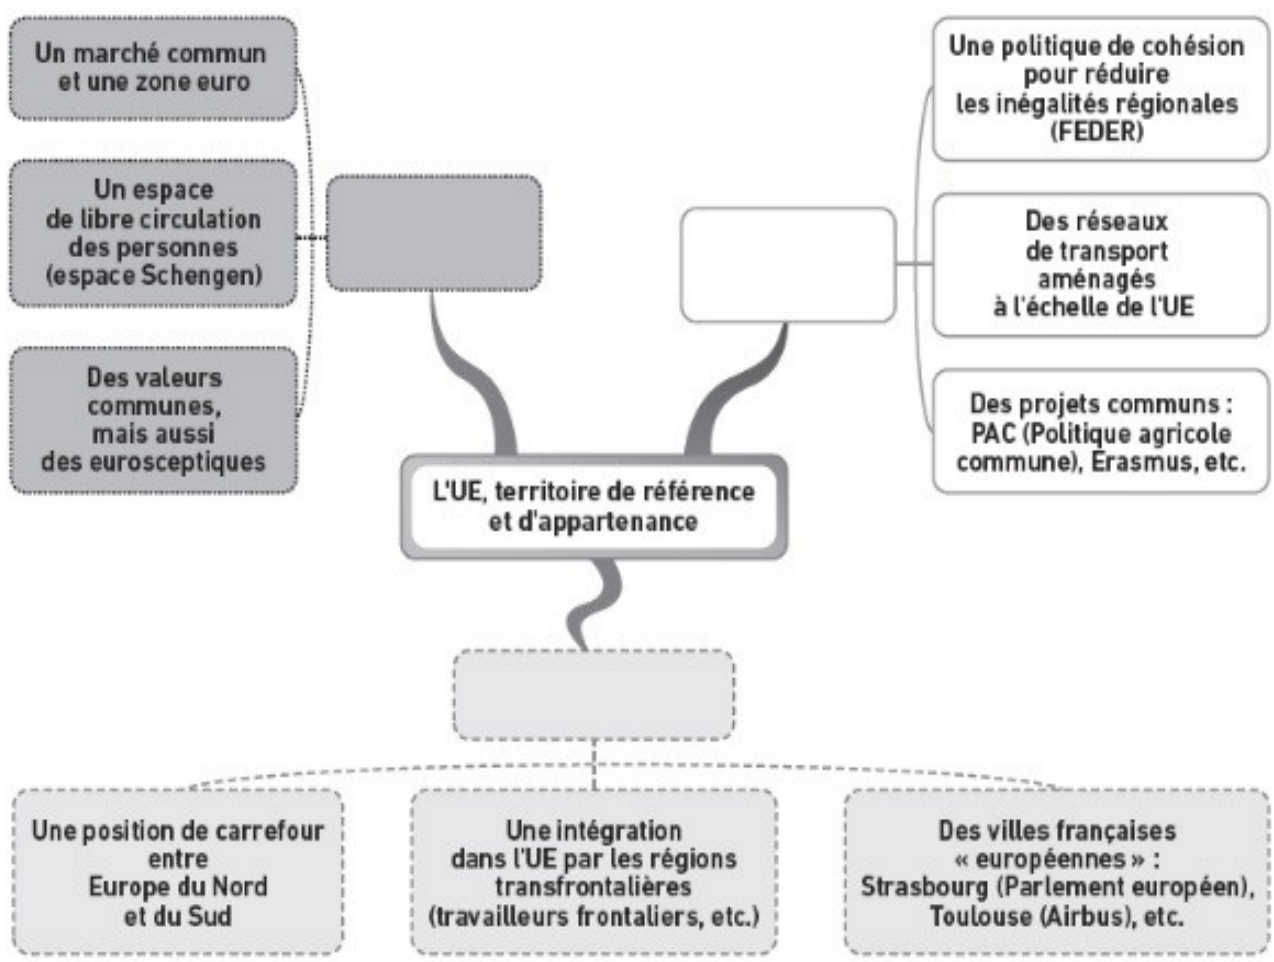 Un marché commun
et une zone euro
Un espace
de libre circulation
des personnes
(espace Schengen)
Des valeurs
communes,
mais aussi
des eurosceptiques
Une politique de cohésion
pour réduire
les inégalités régionales
(FEDER)
Des réseaux
de transport
aménagés
à l'échelle de l'UE
Des projets communs :
PAC (Politique agricole
commune), Erasmus, etc.
L'UE, territoire de référence
et d'appartenance
Une position de carrefour
entre
Europe du Nord
et du Sud
Une intégration
dans l'UE par les régions
transfrontalières
(travailleurs frontaliers, etc.)
Des villes françaises
« européennes » :
Strasbourg (Parlement européen),
Toulouse (Airbus), etc.